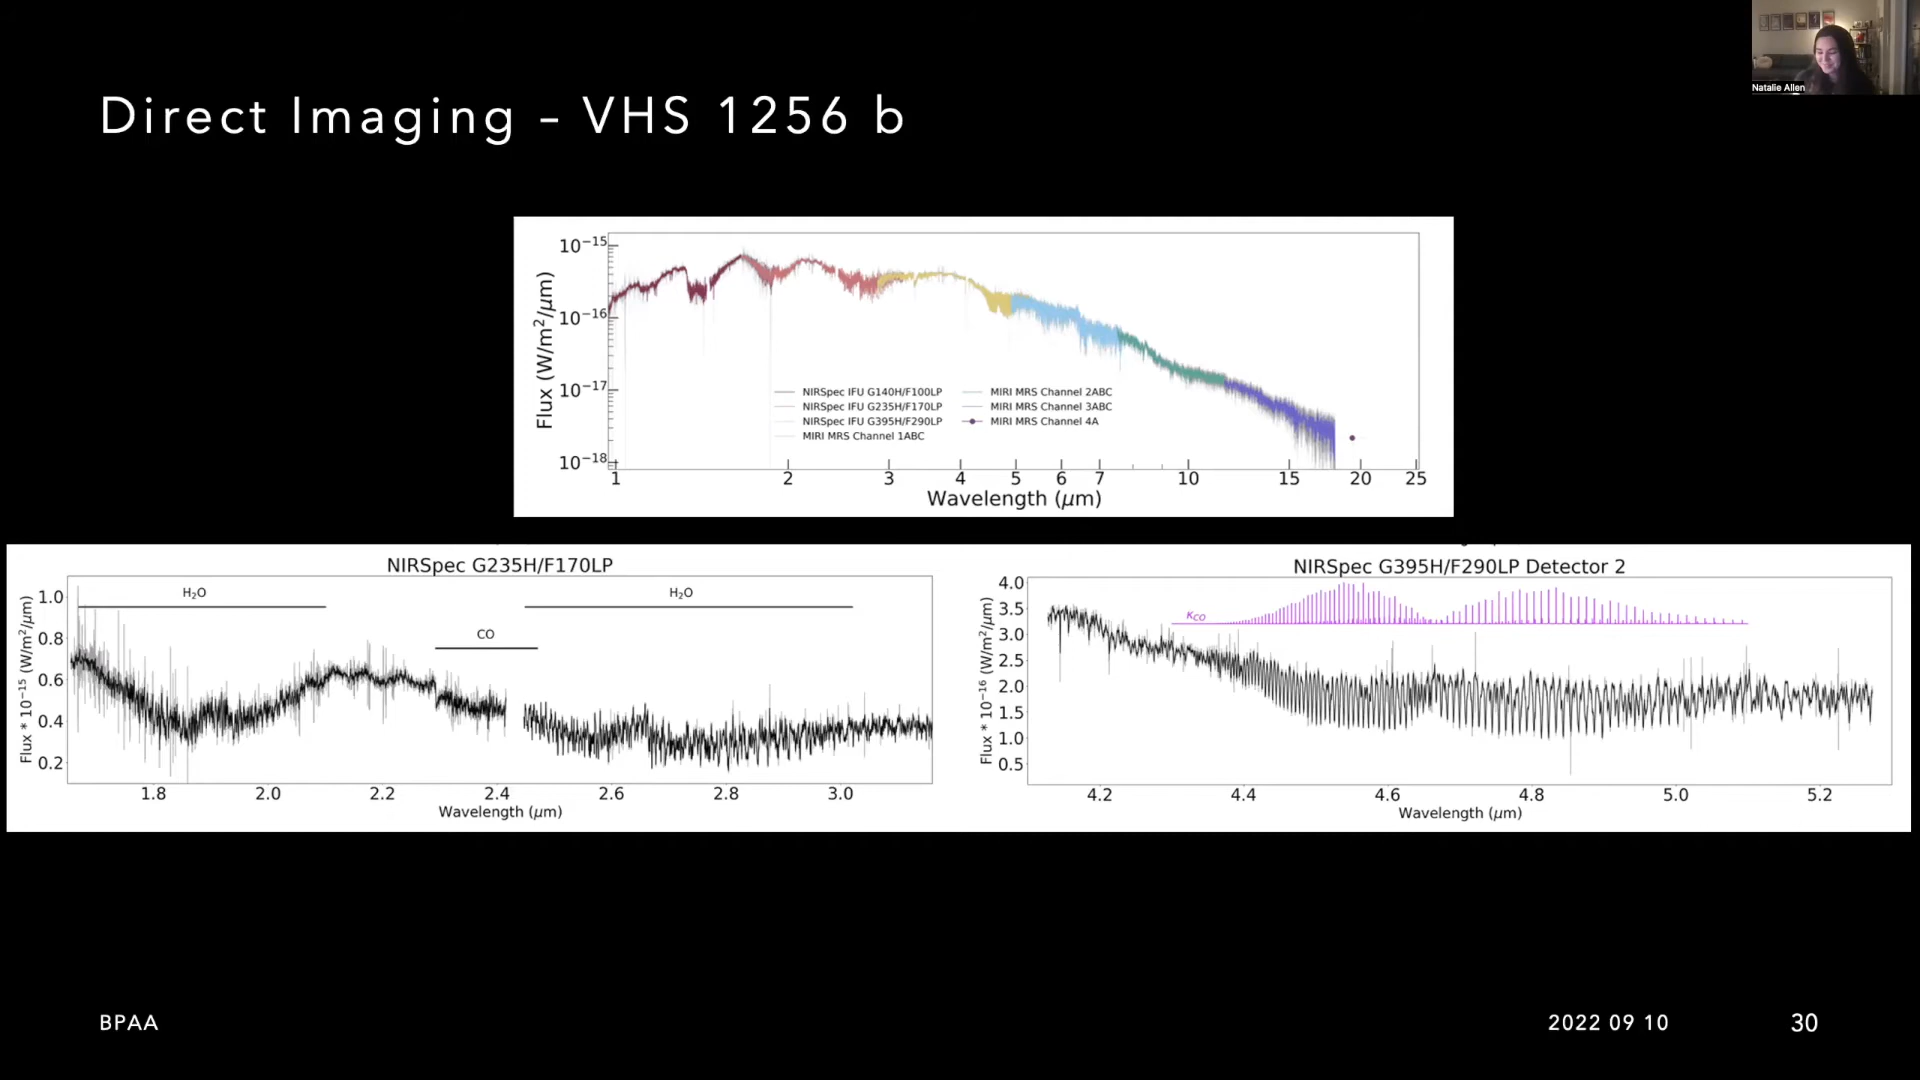 Natalie Allen
Direct Imaging – VHS 1256 b
Flux (W/m²/μm)
10⁻¹⁵
10⁻¹⁶
10⁻¹⁷
10⁻¹⁸
NIRSpec IFU G140H/F100LP
NIRSpec IFU G235H/F170LP
NIRSpec IFU G395H/F290LP
MIRI MRS Channel 1ABC
MIRI MRS Channel 2ABC
MIRI MRS Channel 3ABC
MIRI MRS Channel 4A
1 2 3 4 5 6 7 10 15 20 25
Wavelength (μm)
NIRSpec G235H/F170LP
Flux * 10⁻¹⁵ (W/m²/μm)
1.0
0.8
0.6
0.4
0.2
H₂O
CO
H₂O
1.8 2.0 2.2 2.4 2.6 2.8 3.0
Wavelength (μm)
NIRSpec G395H/F290LP Detector 2
Flux * 10⁻¹⁶ (W/m²/μm)
4.0
3.5
3.0
2.5
2.0
1.5
1.0
0.5
κCO
4.2 4.4 4.6 4.8 5.0 5.2
Wavelength (μm)
BPAA
2022 09 10
30